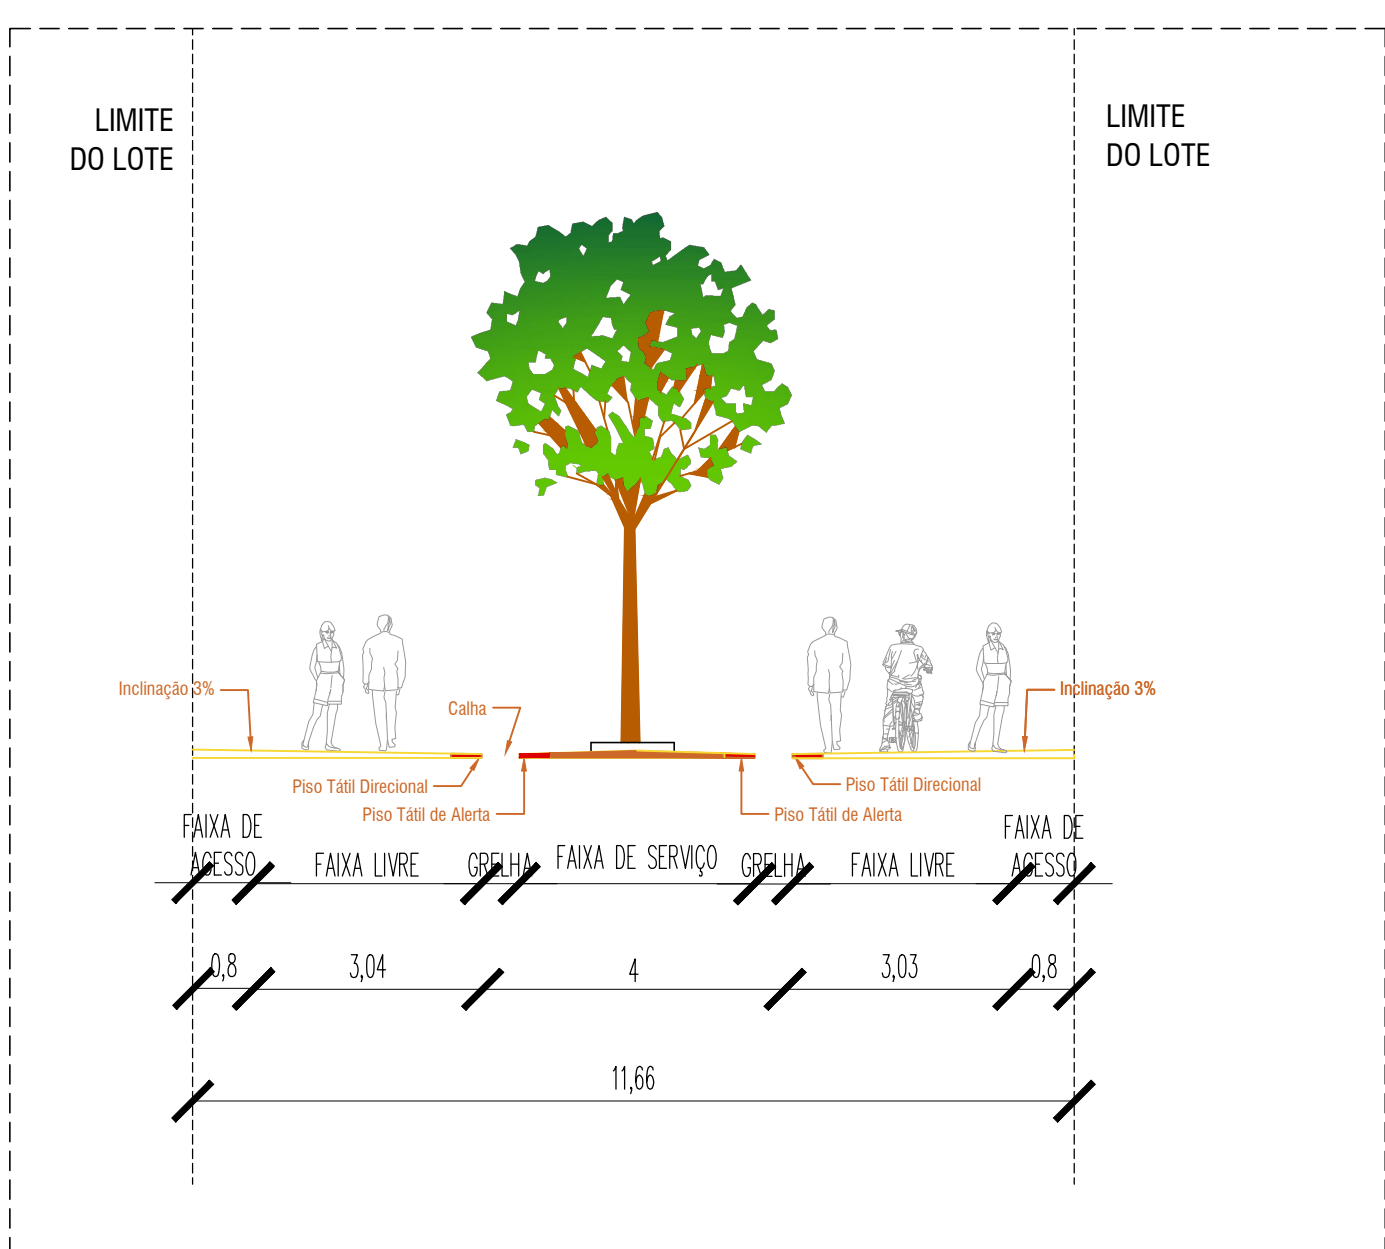 LIMITE
DO LOTE
LIMITE
DO LOTE
Inclinação 3%
Inclinação 3%
Calha
Piso Tátil Direcional
Piso Tátil Direcional
Piso Tátil de Alerta
Piso Tátil de Alerta
FAIXA DE
ACESSO
FAIXA LIVRE
GRELHA
FAIXA DE SERVIÇO
GRELHA
FAIXA LIVRE
FAIXA DE
ACESSO
0,8
3,04
4
3,03
0,8
11,66